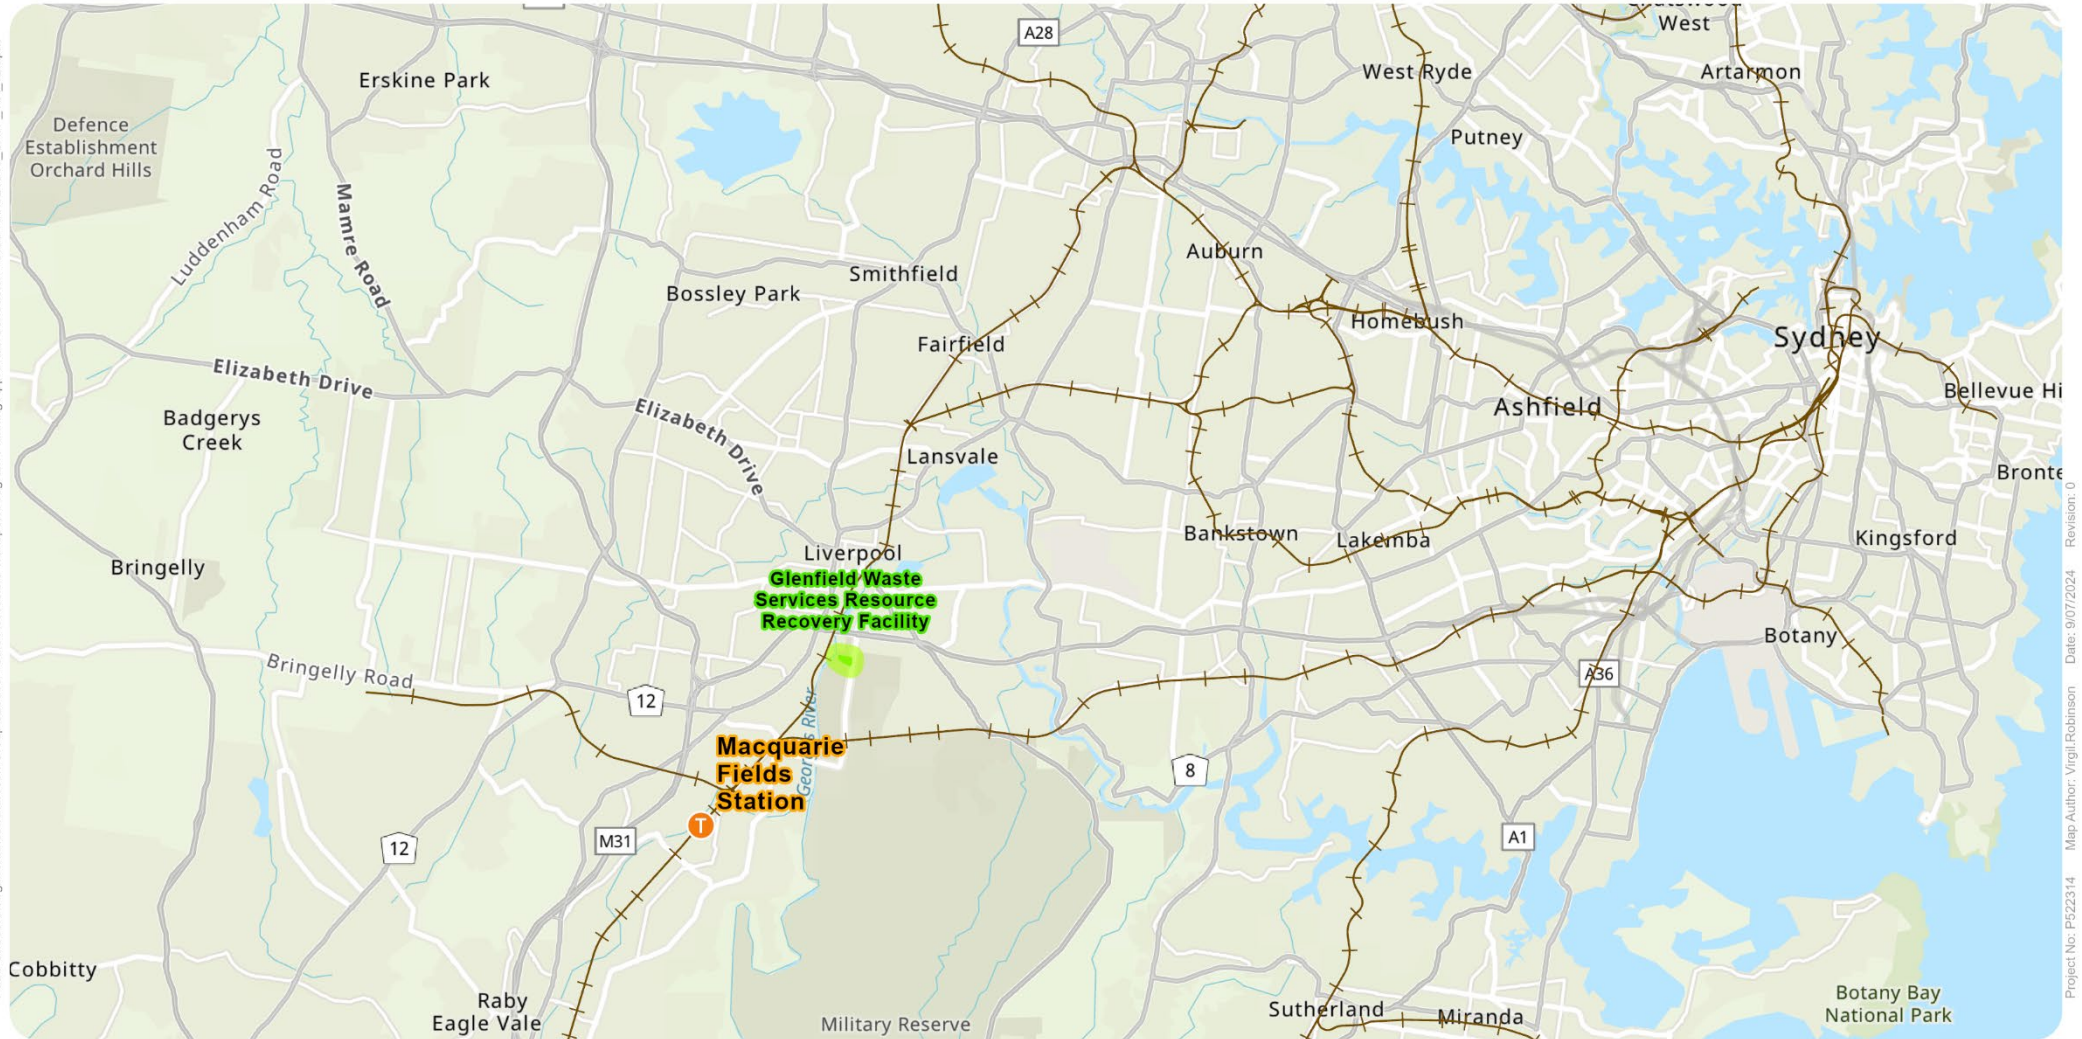 West
A28
West Ryde
Artarmon
Erskine Park
Defence
Establishment
Orchard Hills
Putney
Luddenham Road
Mamre Road
Auburn
Smithfield
Bossley Park
Homebush
Sydney
Fairfield
Elizabeth Drive
Bellevue Hi
Badgerys
Creek
Elizabeth Drive
Ashfield
Lansvale
Bronte
Bankstown
Lakemba
Kingsford
Liverpool
Bringelly
Glenfield Waste
Services Resource
Recovery Facility
Botany
Bringelly Road
A36
12
Georges River
Macquarie
Fields
Station
8
T
M31
12
A1
Cobbitty
Raby
Eagle Vale
Military Reserve
Sutherland
Miranda
Botany Bay
National Park
Project No: P522314 Map Author: Virgil.Robinson Date: 9/07/2024 Revision: 0